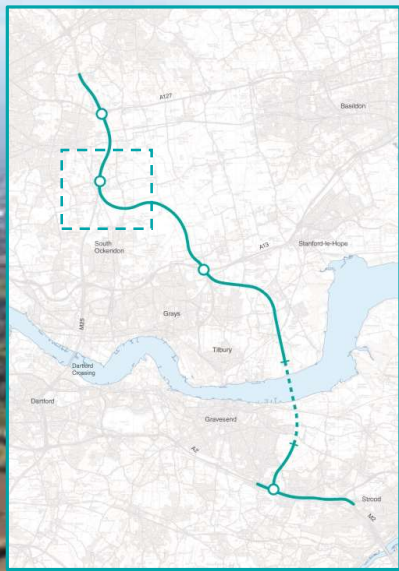 A127
Basildon
South
Ockendon
Stanford-le-Hope
A13
M25
Grays
Tilbury
Dartford
Crossing
Dartford
Gravesend
A2
Strood
M2